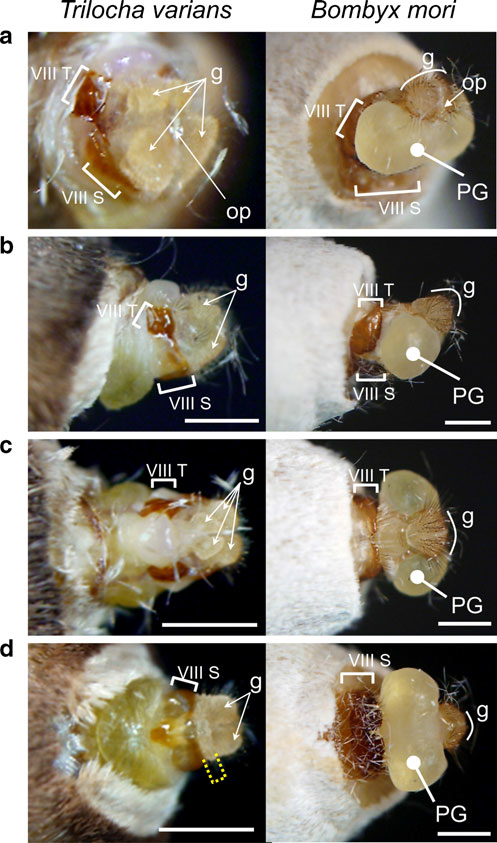 Trilocha varians Bombyx mori
a
VIII T g
VIII S op
g
op
VIII T
VIII S PG
b
VIII T g
VIII S
VIII T g
VIII S PG
c
VIII T g
VIII T g
PG
d
VIII S g
VIII S g
PG